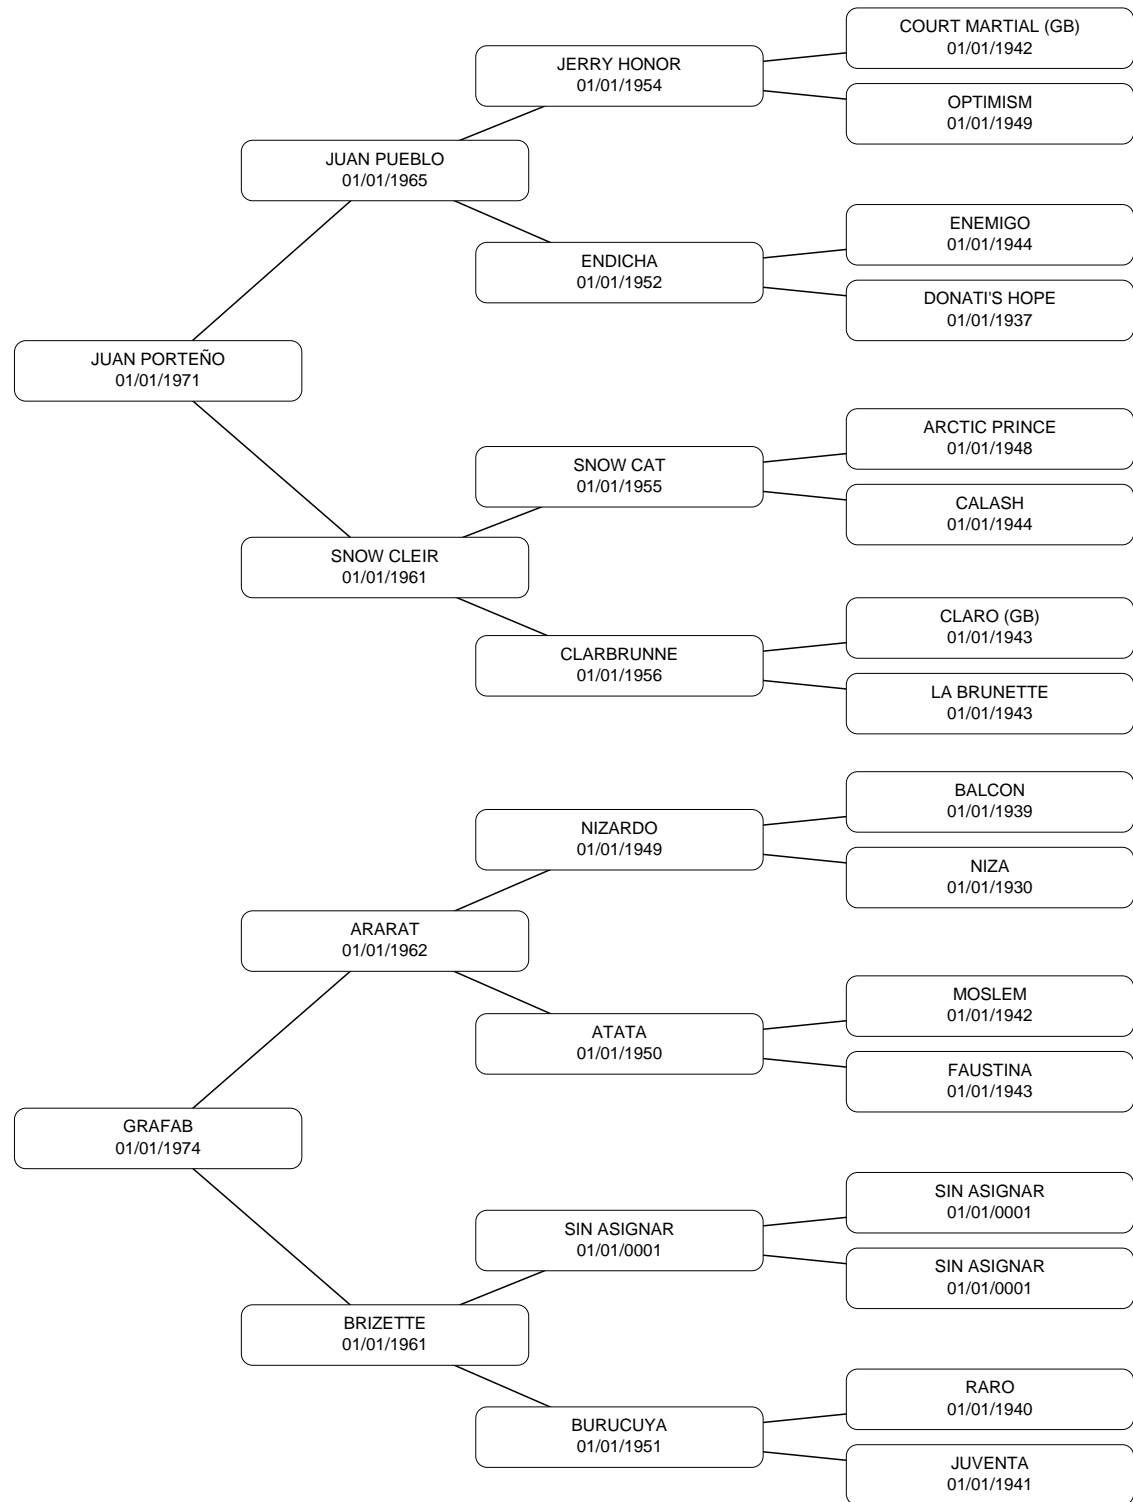 COURT MARTIAL (GB)
01/01/1942
JERRY HONOR
01/01/1954
OPTIMISM
01/01/1949
JUAN PUEBLO
01/01/1965
ENEMIGO
01/01/1944
ENDICHA
01/01/1952
DONATI'S HOPE
01/01/1937
JUAN PORTEÑO
01/01/1971
ARCTIC PRINCE
01/01/1948
SNOW CAT
01/01/1955
CALASH
01/01/1944
SNOW CLEIR
01/01/1961
CLARO (GB)
01/01/1943
CLARBRUNNE
01/01/1956
LA BRUNETTE
01/01/1943
BALCON
01/01/1939
NIZARDO
01/01/1949
NIZA
01/01/1930
ARARAT
01/01/1962
MOSLEM
01/01/1942
ATATA
01/01/1950
FAUSTINA
01/01/1943
GRAFAB
01/01/1974
SIN ASIGNAR
01/01/0001
SIN ASIGNAR
01/01/0001
SIN ASIGNAR
01/01/0001
BRIZETTE
01/01/1961
RARO
01/01/1940
BURUCUYA
01/01/1951
JUVENTA
01/01/1941